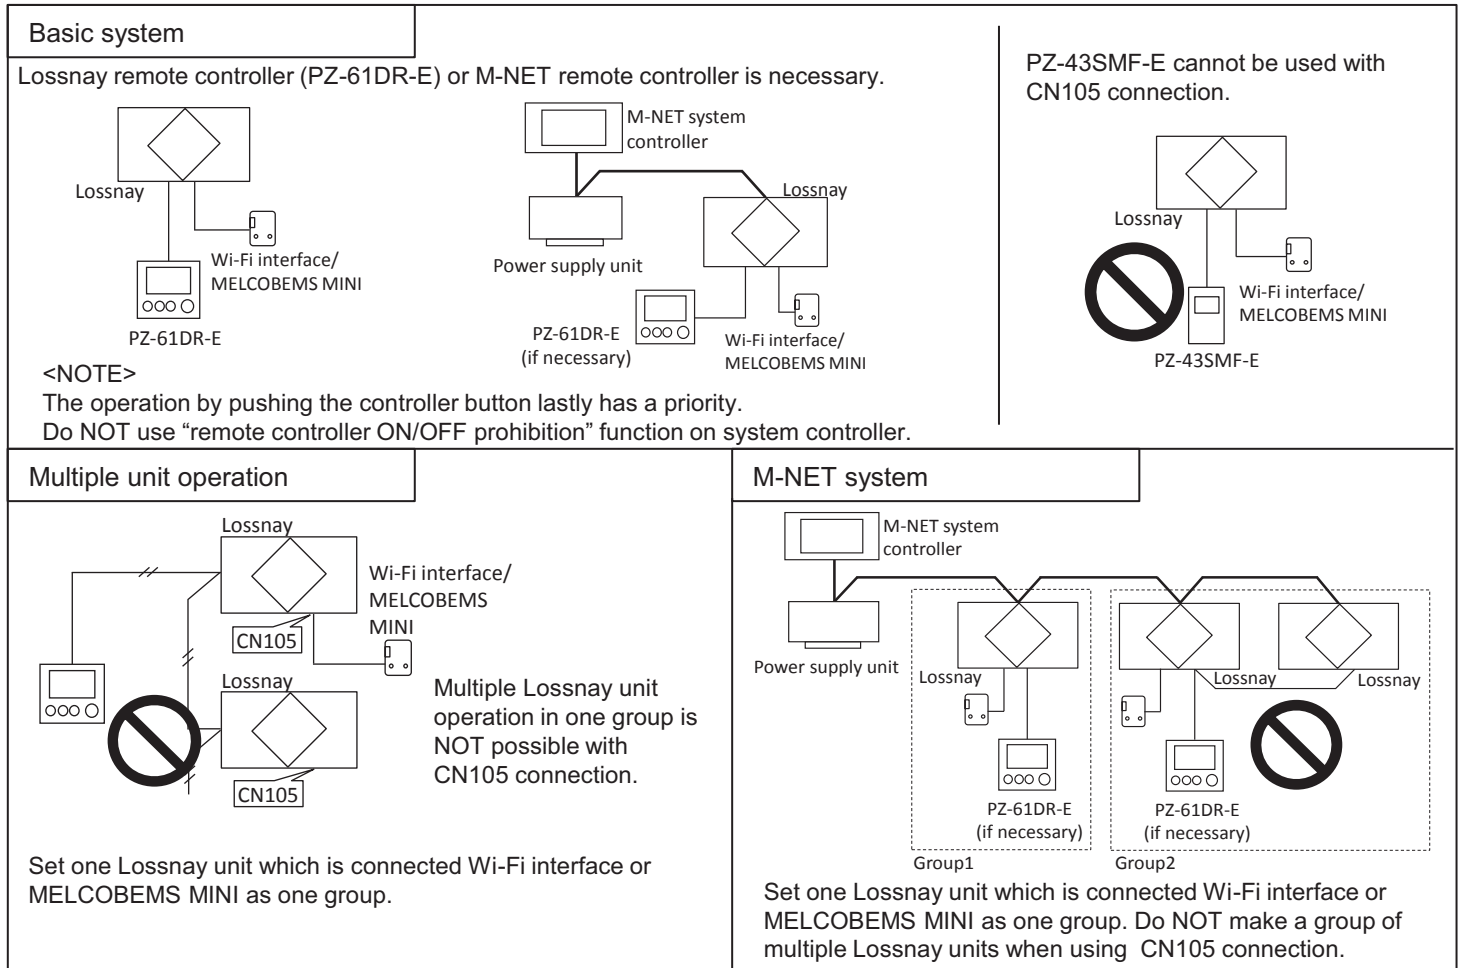 Basic system
Lossnay remote controller (PZ-61DR-E) or M-NET remote controller is necessary.
Lossnay
Wi-Fi interface/
MELCOBEMS MINI
PZ-61DR-E
M-NET system
controller
Lossnay
Power supply unit
PZ-61DR-E
(if necessary)
Wi-Fi interface/
MELCOBEMS MINI
<NOTE>
The operation by pushing the controller button lastly has a priority.
Do NOT use “remote controller ON/OFF prohibition” function on system controller.
PZ-43SMF-E cannot be used with
CN105 connection.
Lossnay
Wi-Fi interface/
MELCOBEMS MINI
PZ-43SMF-E
Multiple unit operation
Lossnay
Wi-Fi interface/
MELCOBEMS
MINI
CN105
Lossnay
CN105
Multiple Lossnay unit
operation in one group is
NOT possible with
CN105 connection.
Set one Lossnay unit which is connected Wi-Fi interface or
MELCOBEMS MINI as one group.
M-NET system
M-NET system
controller
Power supply unit
Lossnay
Lossnay
Lossnay
PZ-61DR-E
(if necessary)
PZ-61DR-E
(if necessary)
Group1
Group2
Set one Lossnay unit which is connected Wi-Fi interface or
MELCOBEMS MINI as one group. Do NOT make a group of
multiple Lossnay units when using CN105 connection.